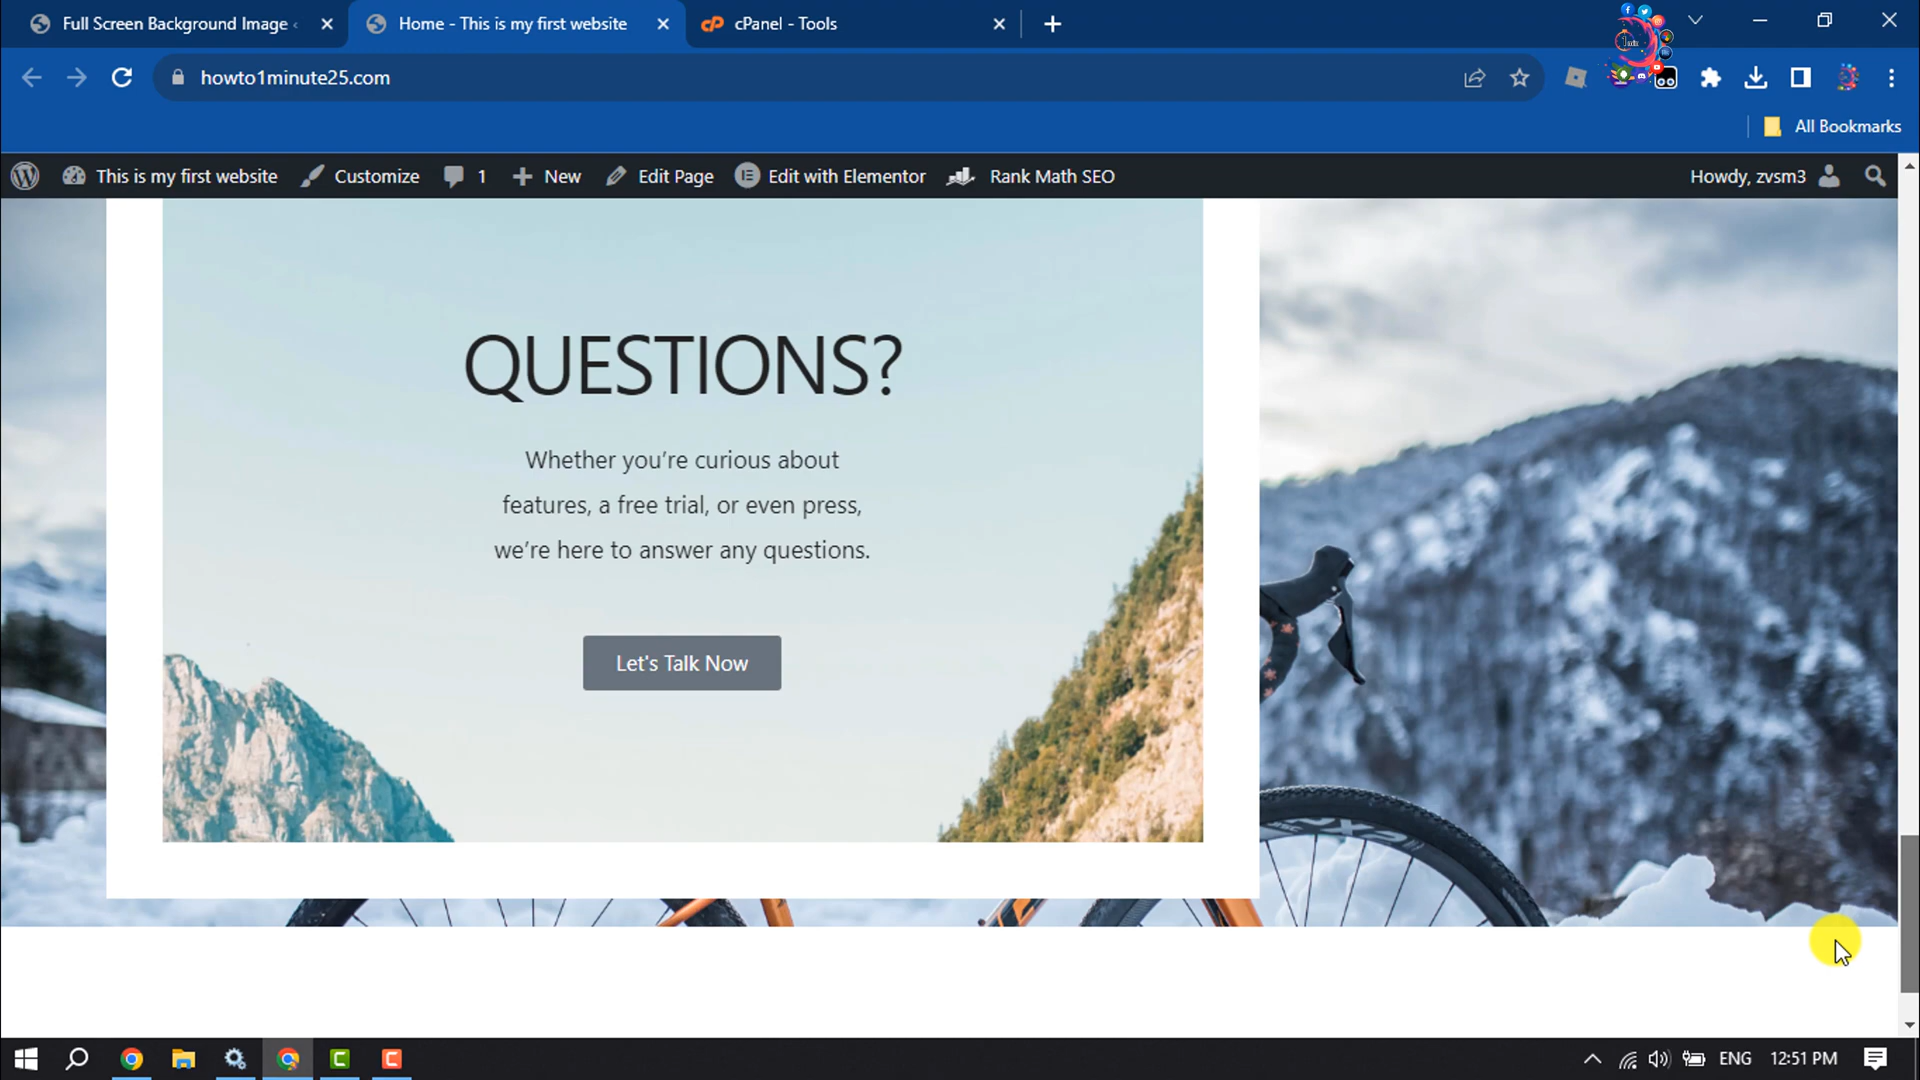 Full Screen Background Image
Home - This is my first website
cPanel - Tools
howto1minute25.com
All Bookmarks
This is my first website
Customize
1
New
Edit Page
Edit with Elementor
Rank Math SEO
Howdy, zvsm3
QUESTIONS?
Whether you’re curious about
features, a free trial, or even press,
we’re here to answer any questions.
Let's Talk Now
ENG
12:51 PM